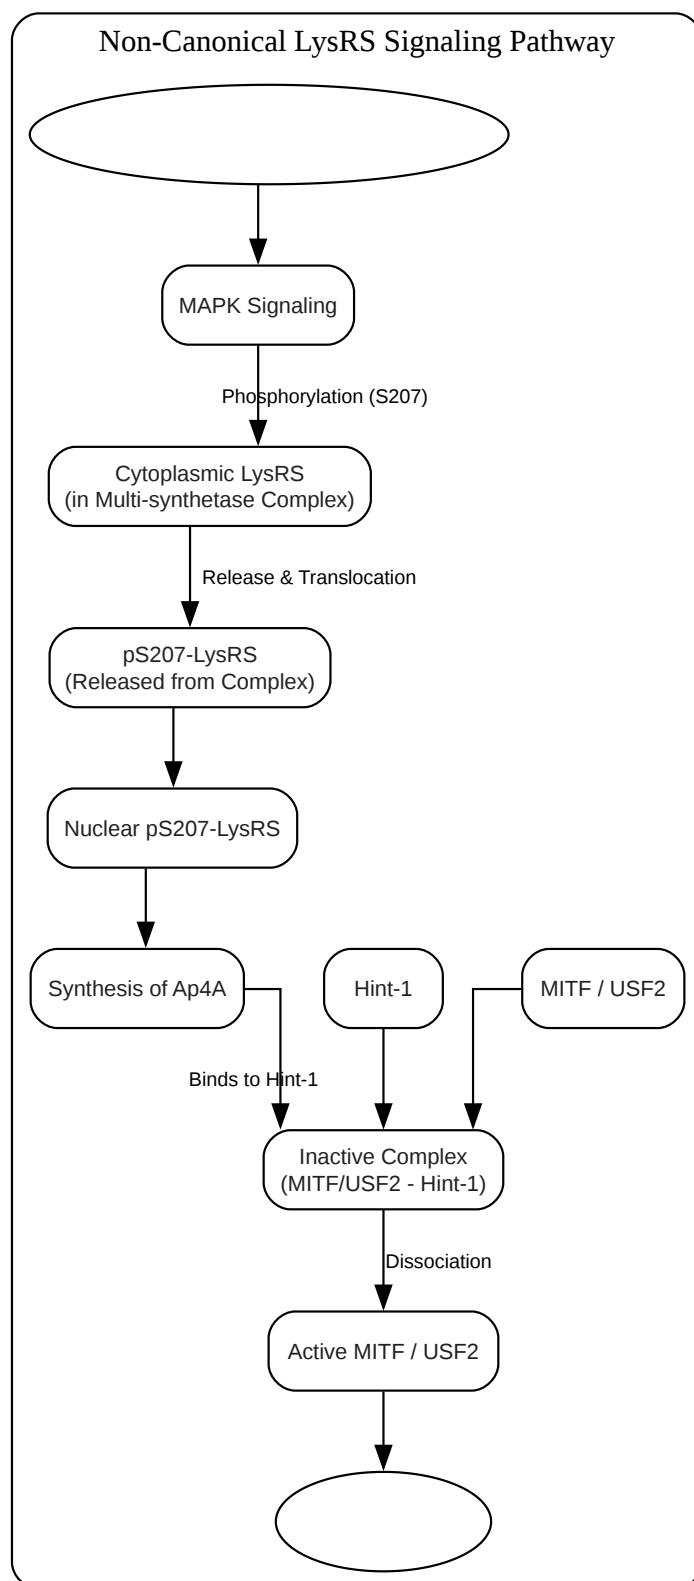 Non-Canonical LysRS Signaling Pathway
MAPK Signaling
Phosphorylation (S207)
Cytoplasmic LysRS
(in Multi-synthetase Complex)
Release & Translocation
pS207-LysRS
(Released from Complex)
Nuclear pS207-LysRS
Synthesis of Ap4A
Hint-1
MITF / USF2
Binds to Hint-1
Inactive Complex
(MITF/USF2 - Hint-1)
Dissociation
Active MITF / USF2